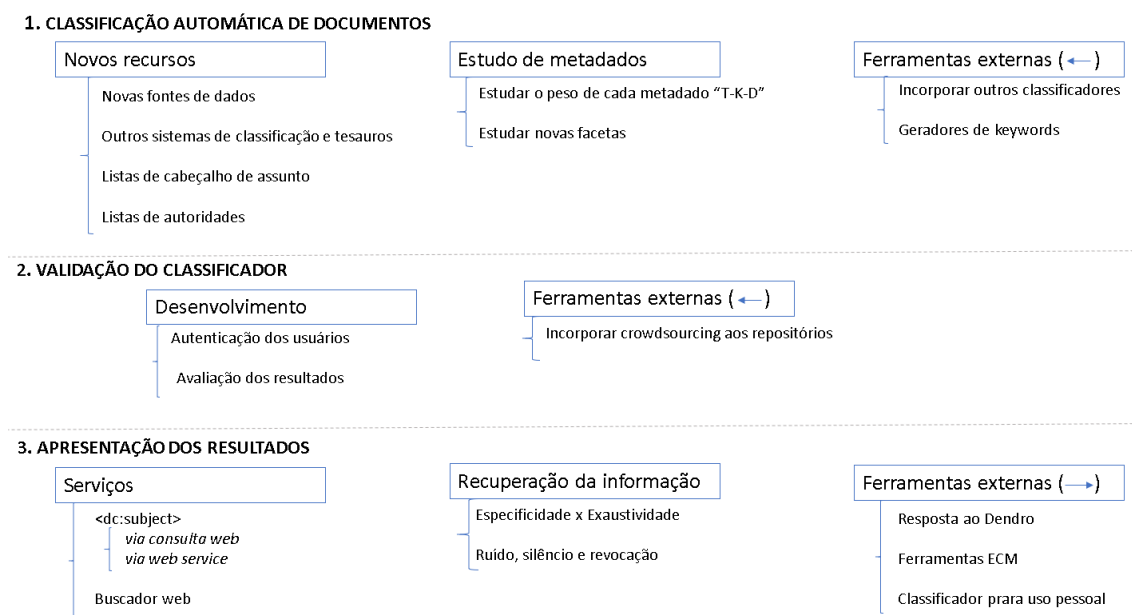 1. CLASSIFICAÇÃO AUTOMÁTICA DE DOCUMENTOS
Novos recursos
Novas fontes de dados
Outros sistemas de classificação e tesauros
Listas de cabeçalho de assunto
Listas de autoridades
Estudo de metadados
Estudar o peso de cada metadado “T-K-D”
Estudar novas facetas
Ferramentas externas (←)
Incorporar outros classificadores
Geradores de keywords
2. VALIDAÇÃO DO CLASSIFICADOR
Desenvolvimento
Autenticação dos usuários
Avaliação dos resultados
Ferramentas externas (←)
Incorporar crowdsourcing aos repositórios
3. APRESENTAÇÃO DOS RESULTADOS
Serviços
<dc:subject>
via consulta web
via web service
Buscador web
Recuperação da informação
Especificidade x Exaustividade
Ruído, silêncio e revocação
Ferramentas externas (→)
Resposta ao Dendro
Ferramentas ECM
Classificador prara uso pessoal